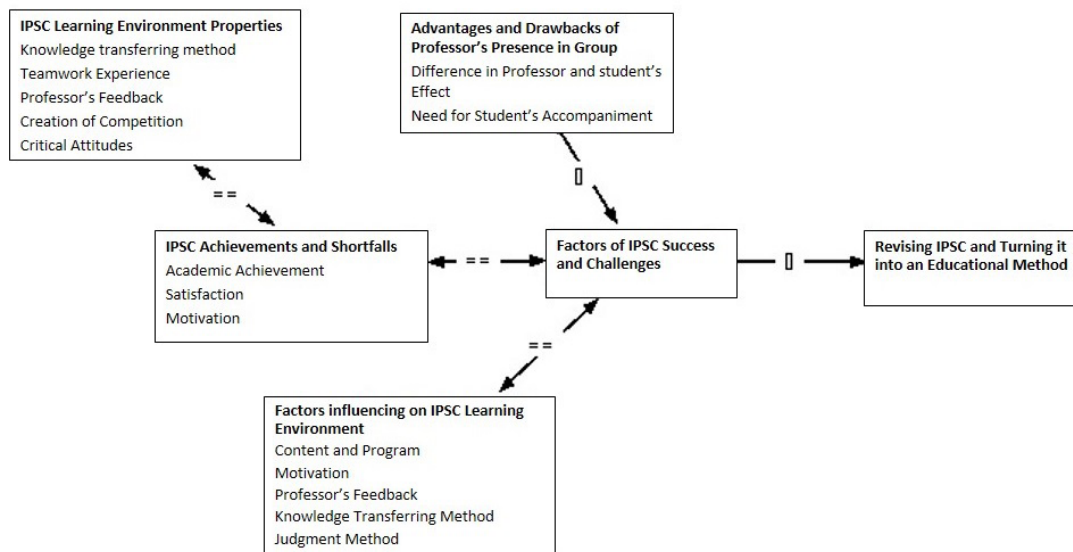 IPSC Learning Environment Properties
Knowledge transferring method
Teamwork Experience
Professor's Feedback
Creation of Competition
Critical Attitudes
Advantages and Drawbacks of
Professor's Presence in Group
Difference in Professor and student's
Effect
Need for Student's Accompaniment
==
[]
IPSC Achievements and Shortfalls
Academic Achievement
Satisfaction
Motivation
==
Factors of IPSC Success
and Challenges
[]
Revising IPSC and Turning it
into an Educational Method
==
Factors influencing on IPSC Learning
Environment
Content and Program
Motivation
Professor's Feedback
Knowledge Transferring Method
Judgment Method